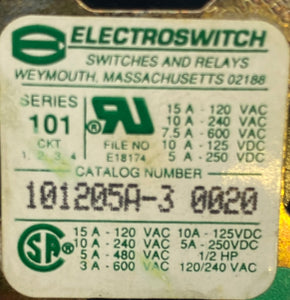 ELECTROSWITCH
SWITCHES AND RELAYS
WEYMOUTH, MASSACHUSETTS 02188
SERIES
101
CKT
1, 2, 3, 4
®
FILE NO
E18174
15 A - 120 VAC
10 A - 240 VAC
7.5 A - 600 VAC
10 A - 125 VDC
5 A - 250 VDC
CATALOG NUMBER
101205A-3 0020
SA ®
15 A - 120 VAC 10A - 125VDC
10 A - 240 VAC 5A - 250VDC
5 A - 480 VAC 1/2 HP
3 A - 600 VAC 120/240 VAC